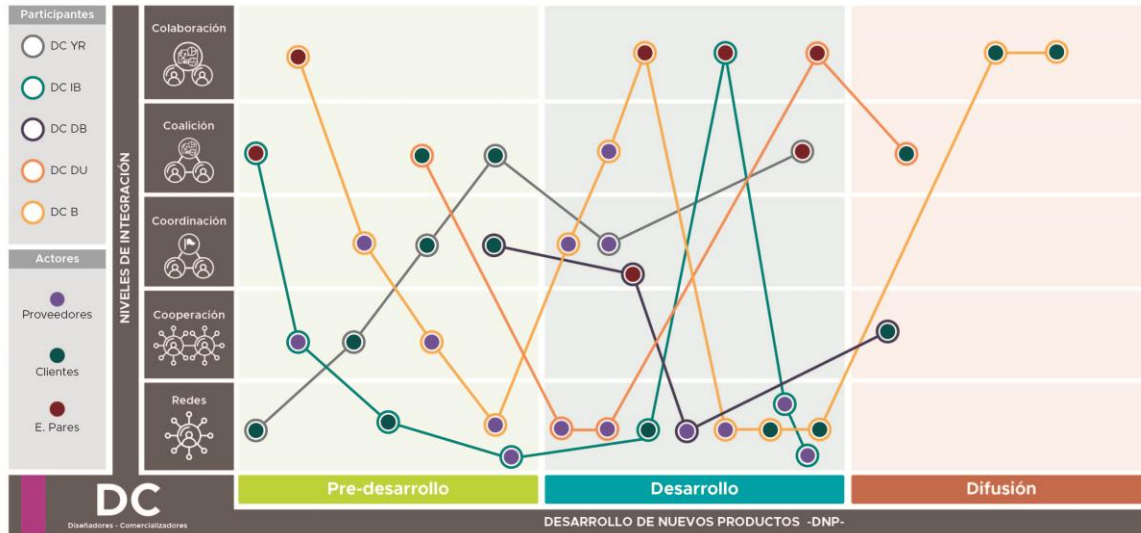 Participantes
DC YR
DC IB
DC DB
DC DU
DC B
Actores
Proveedores
Clientes
E. Pares
NIVELES DE INTEGRACIÓN
Colaboración
Coalición
Coordinación
Cooperación
Redes
DC
Diseñadores - Comercializadores
Pre-desarrollo
Desarrollo
Difusión
DESARROLLO DE NUEVOS PRODUCTOS -DNP-